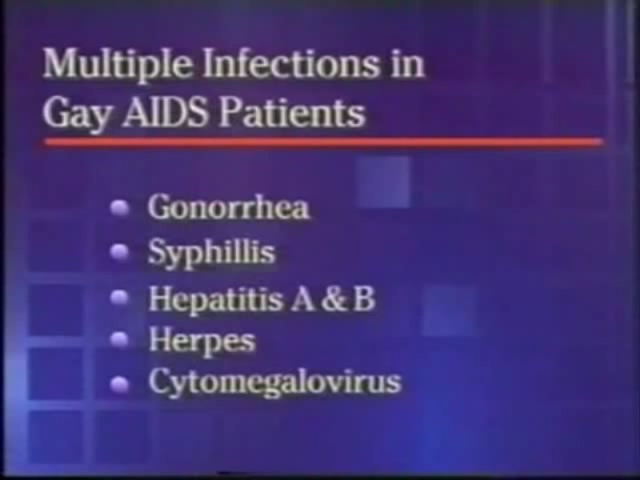 Multiple Infections in
Gay AIDS Patients
Gonorrhea
Syphillis
Hepatitis A & B
Herpes
Cytomegalovirus